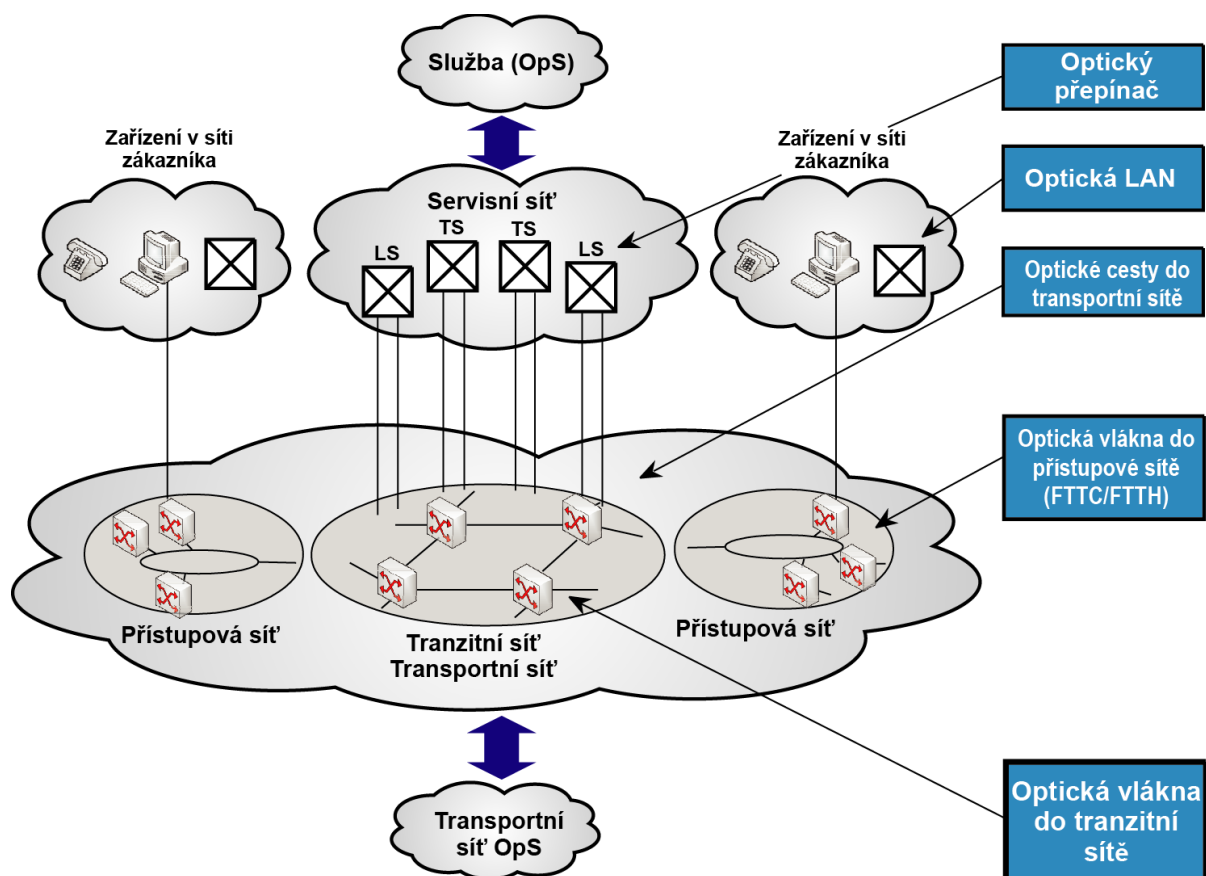 Služba (OpS)
Optický
přepínač
Zařízení v síti
zákazníka
Zařízení v síti
zákazníka
Optická LAN
Servisní síť
TS
TS
LS
LS
Optické cesty do
transportní sítě
Optická vlákna do
přístupové sítě
(FTTC/FTTH)
Přístupová síť
Tranzitní síť
Transportní síť
Přístupová síť
Optická vlákna
do tranzitní
sítě
Transportní
síť OpS